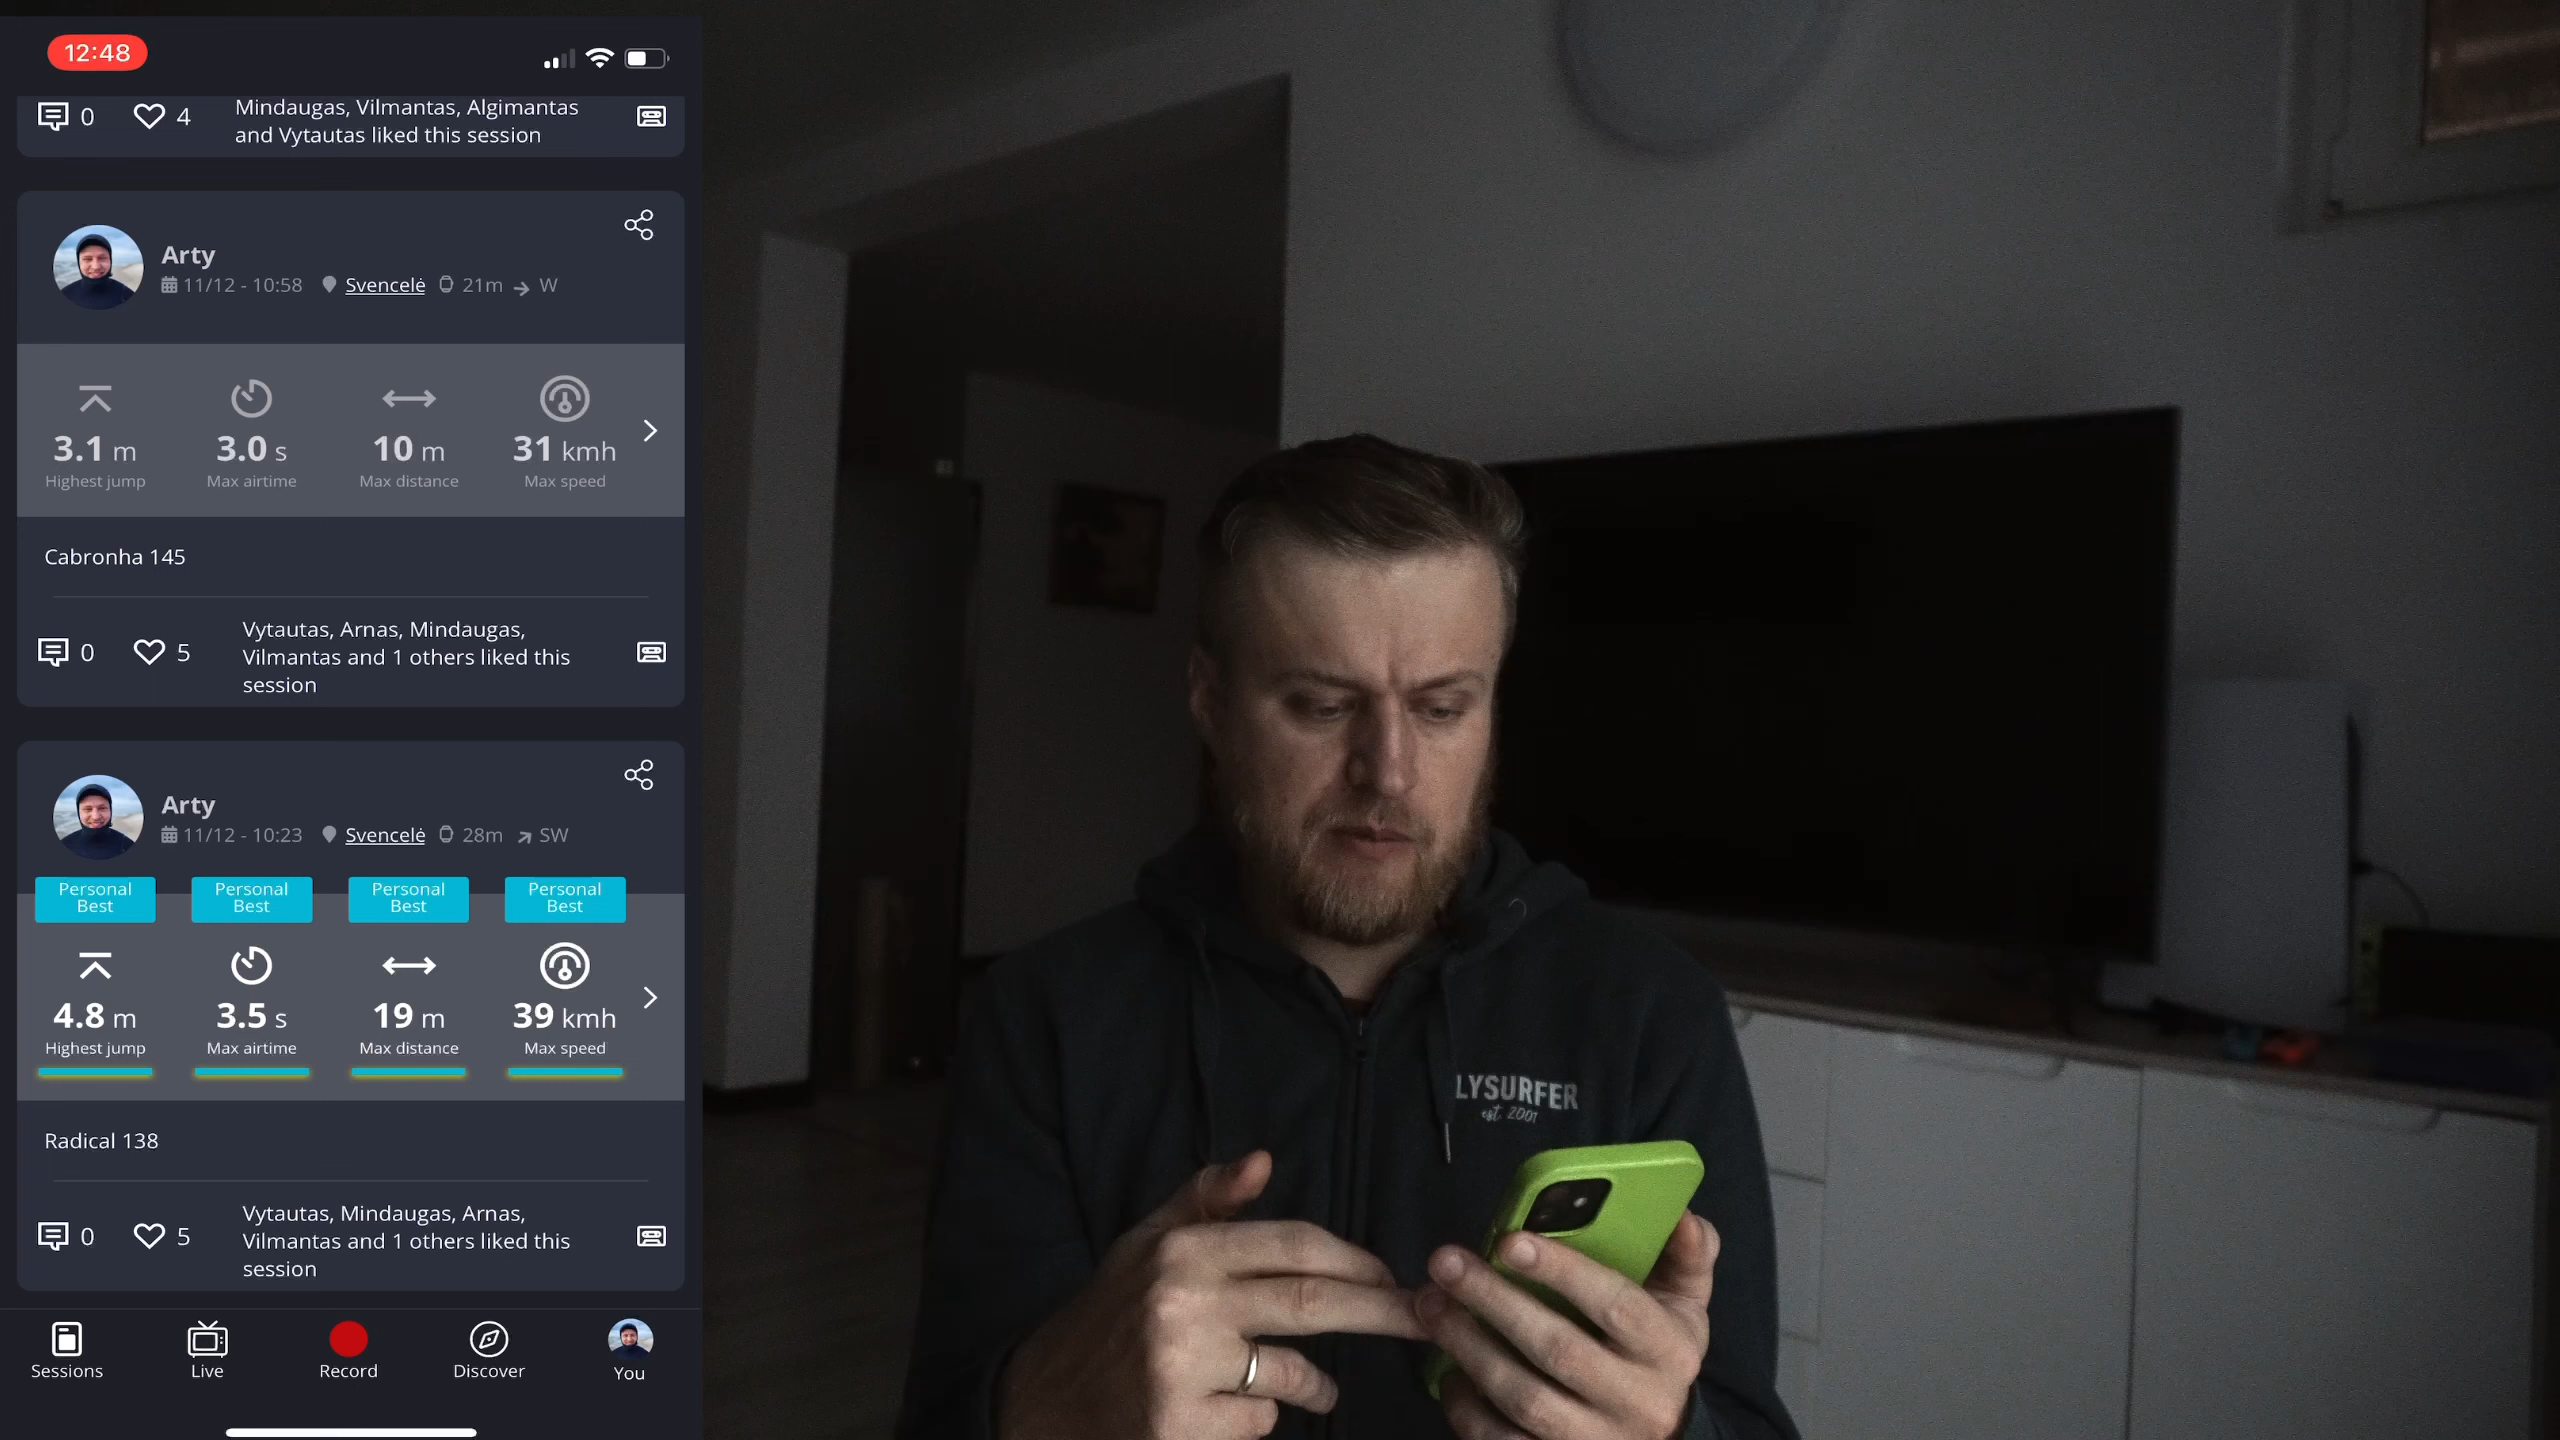 12:48
0
4
Mindaugas, Vilmantas, Algimantas
and Vytautas liked this session
Arty
11/12 - 10:58 Svencelė 21m W
3.1 m
3.0 s
10 m
31 kmh
Highest jump
Max airtime
Max distance
Max speed
Cabronha 145
0
5
Vytautas, Arnas, Mindaugas,
Vilmantas and 1 others liked this
session
Arty
11/12 - 10:23 Svencelė 28m SW
Personal
Best
Personal
Best
Personal
Best
Personal
Best
4.8 m
3.5 s
19 m
39 kmh
Highest jump
Max airtime
Max distance
Max speed
Radical 138
0
5
Vytautas, Mindaugas, Arnas,
Vilmantas and 1 others liked this
session
Sessions
Live
Record
Discover
You
LYSURFER
est. 2001